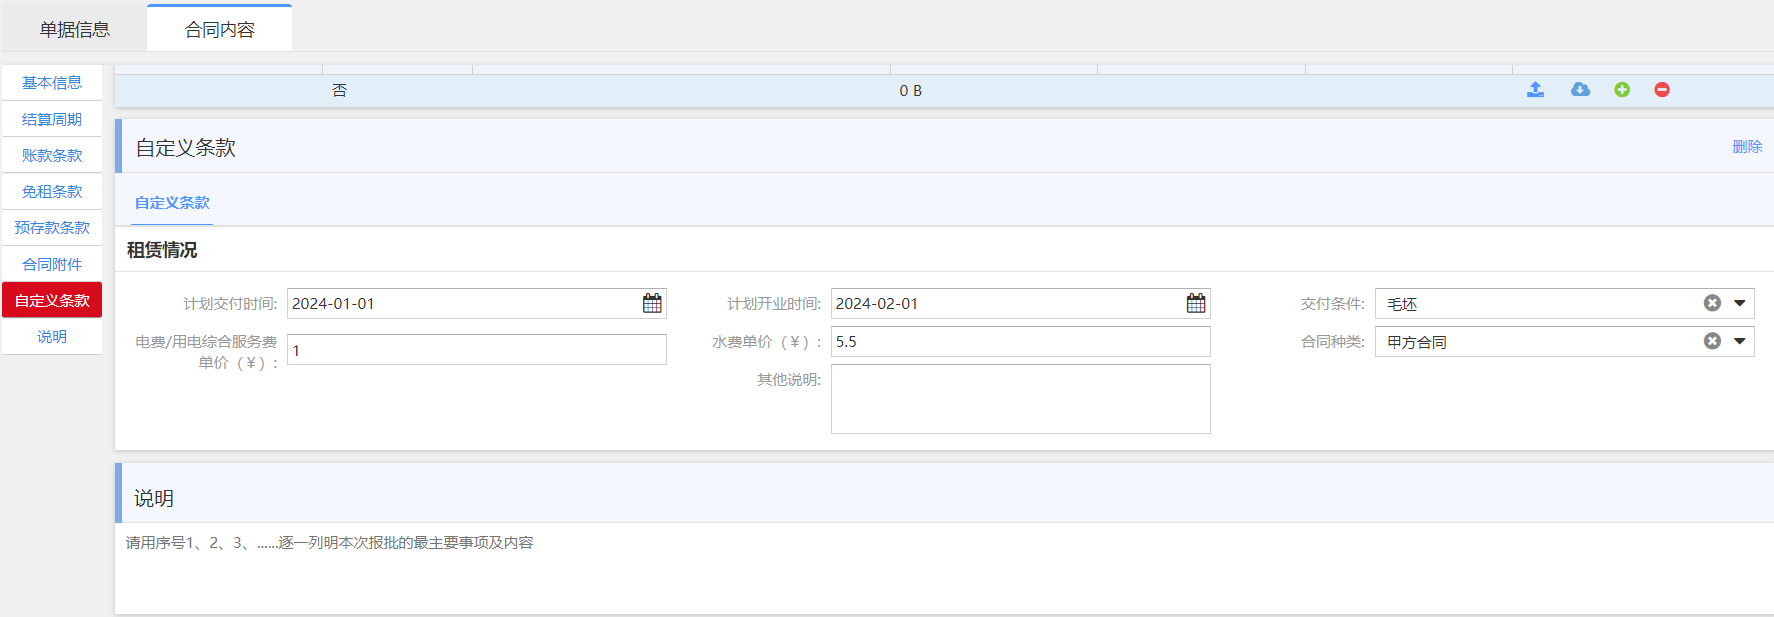 单据信息
合同内容
基本信息
结算周期
账款条款
免租条款
预存款条款
合同附件
自定义条款
说明
否
0 B
自定义条款
删除
自定义条款
租赁情况
计划交付时间:
2024-01-01
计划开业时间:
2024-02-01
交付条件:
毛坯
电费/用电综合服务费
单价（¥）:
1
水费单价（¥）:
5.5
合同种类:
甲方合同
其他说明:
说明
请用序号1、2、3、......逐一列明本次报批的最主要事项及内容